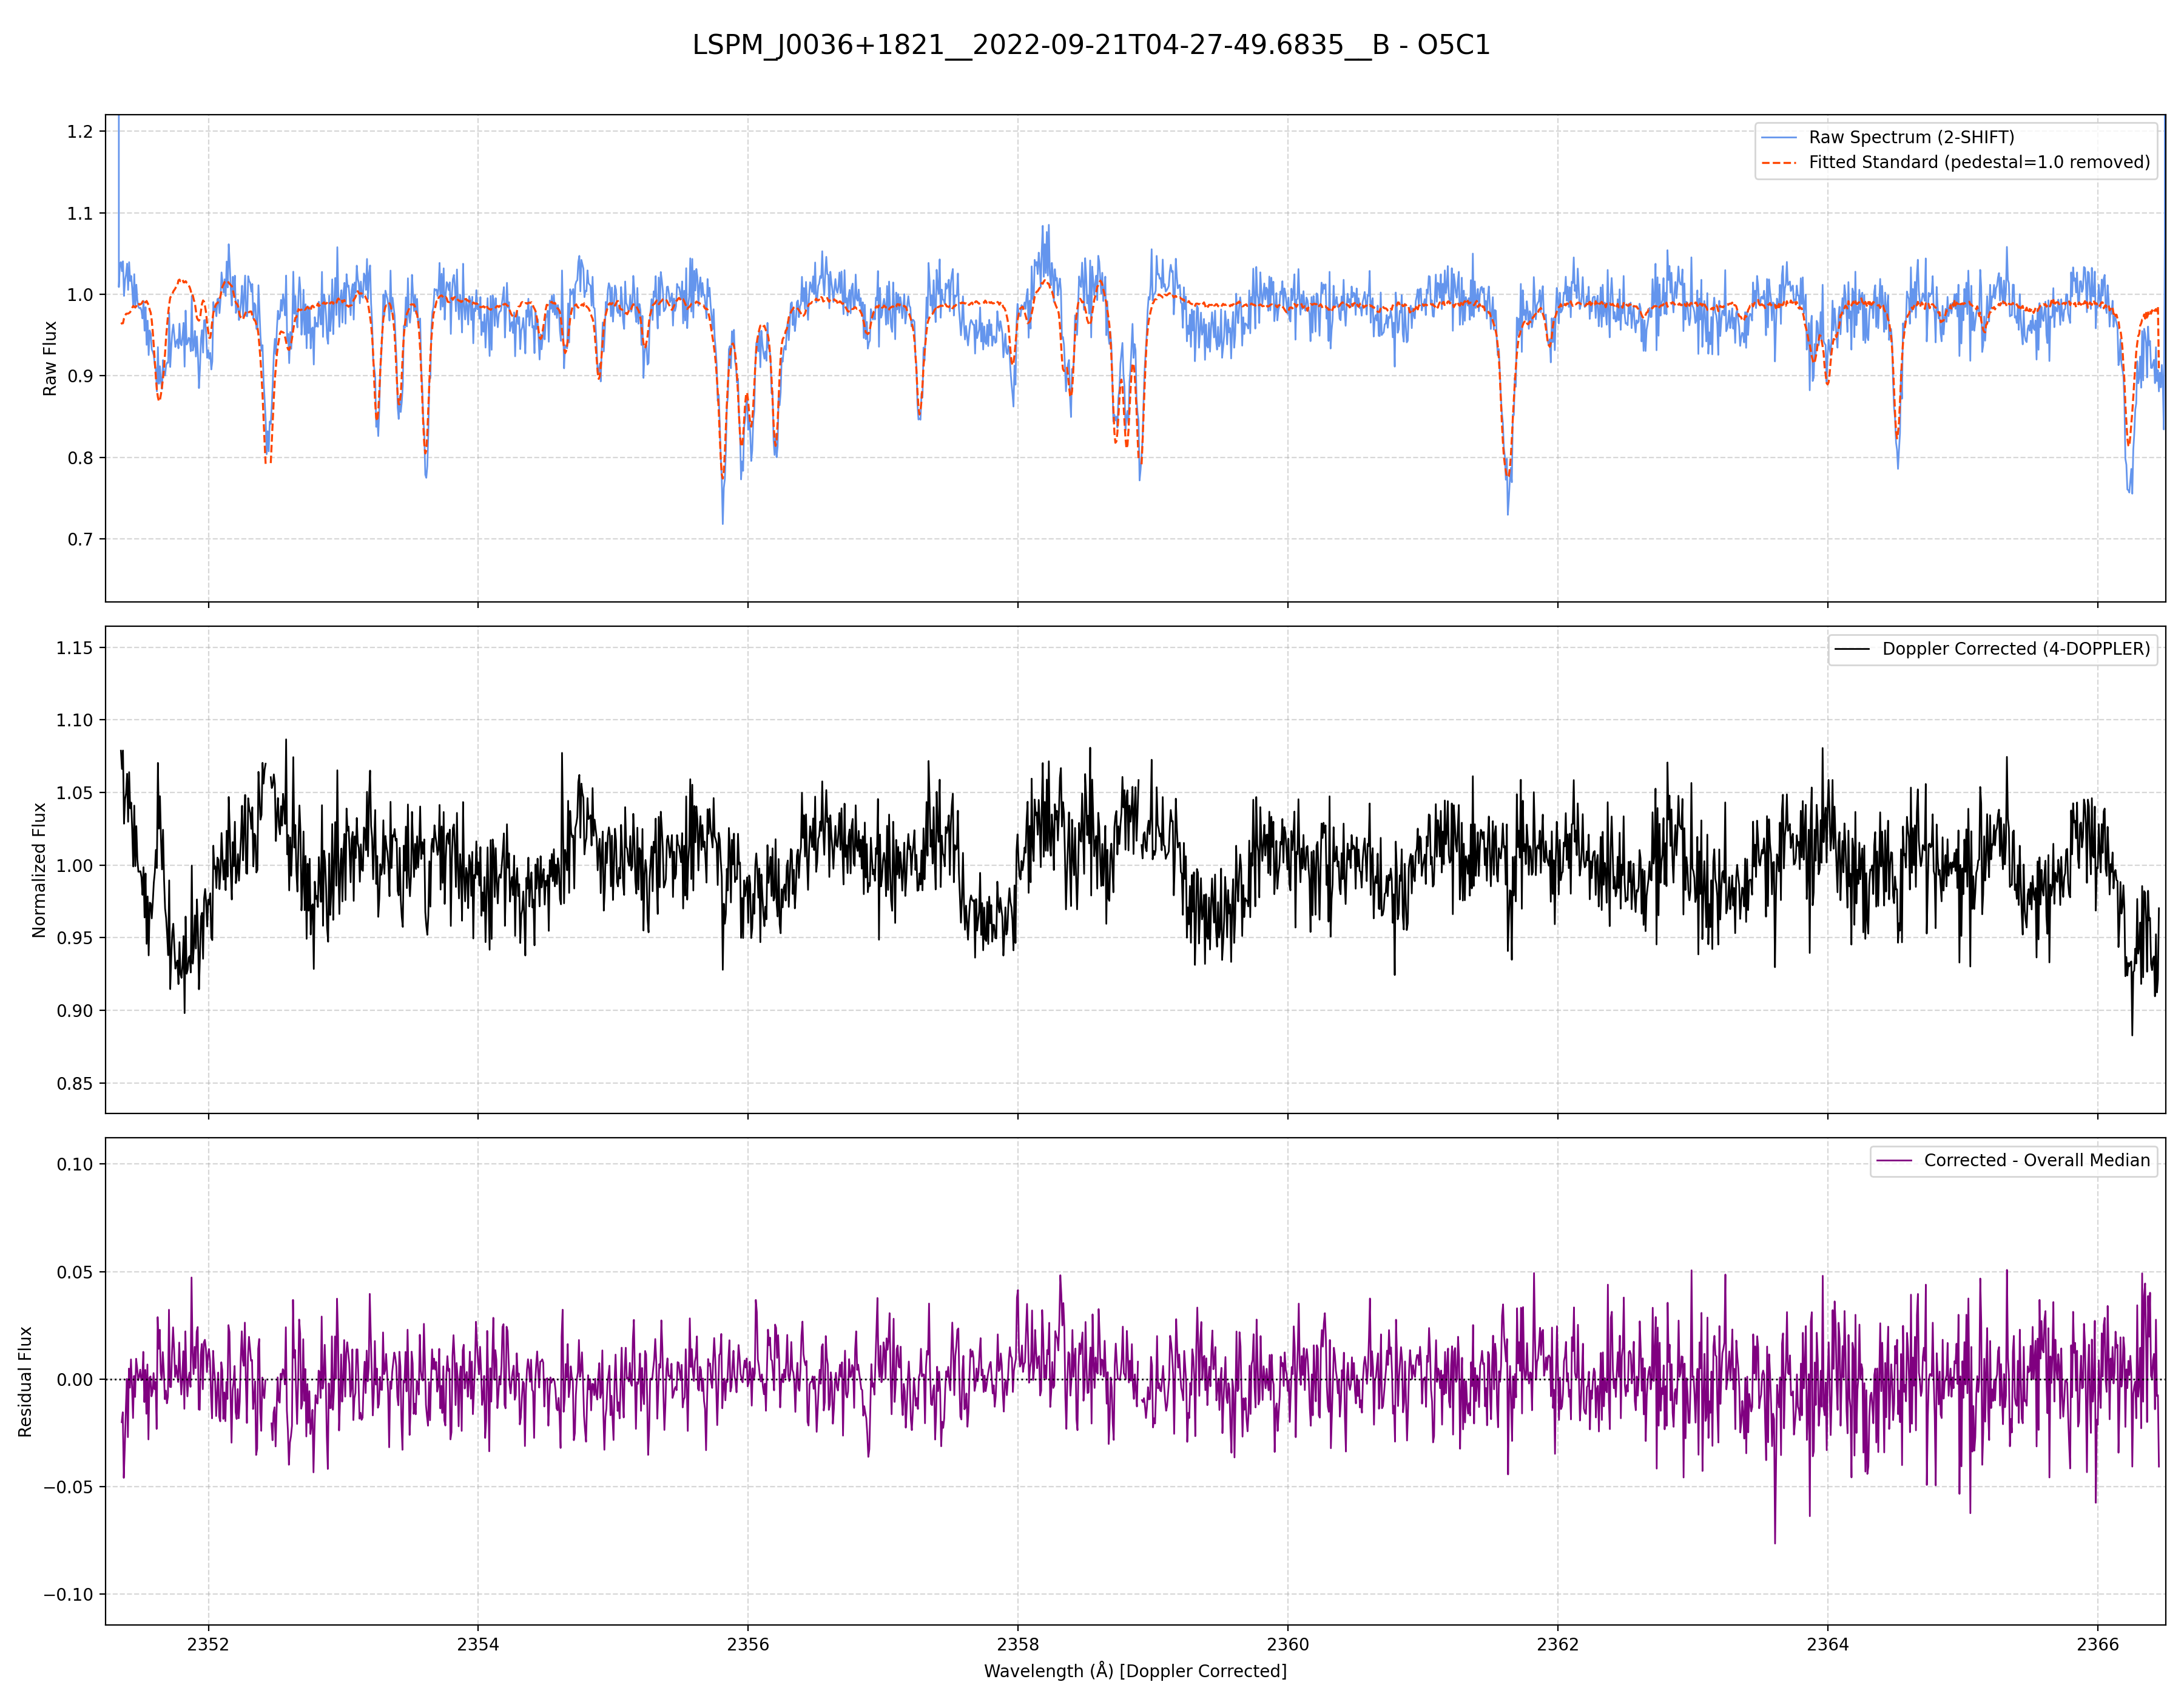 LSPM_J0036+1821__2022-09-21T04-27-49.6835__B - O5C1
Raw Flux
1.2
1.1
1.0
0.9
0.8
0.7
Raw Spectrum (2-SHIFT)
Fitted Standard (pedestal=1.0 removed)
Normalized Flux
1.15
1.10
1.05
1.00
0.95
0.90
0.85
Doppler Corrected (4-DOPPLER)
Residual Flux
0.10
0.05
0.00
−0.05
−0.10
Corrected - Overall Median
2352 2354 2356 2358 2360 2362 2364 2366
Wavelength (Å) [Doppler Corrected]